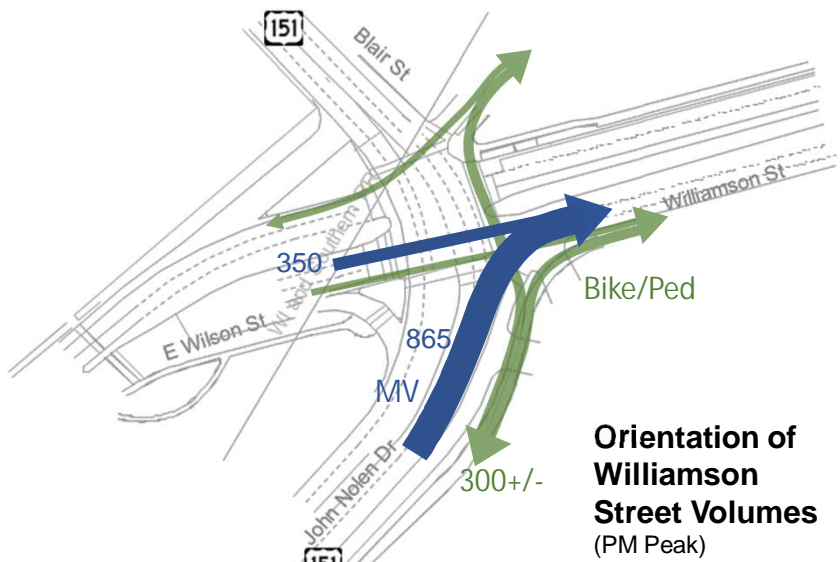 151
Blair St
Williamson St
350
Bike/Ped
E Wilson St
865
MV
Orientation of
Williamson
Street Volumes
(PM Peak)
300+/-
John Nolen Dr
151